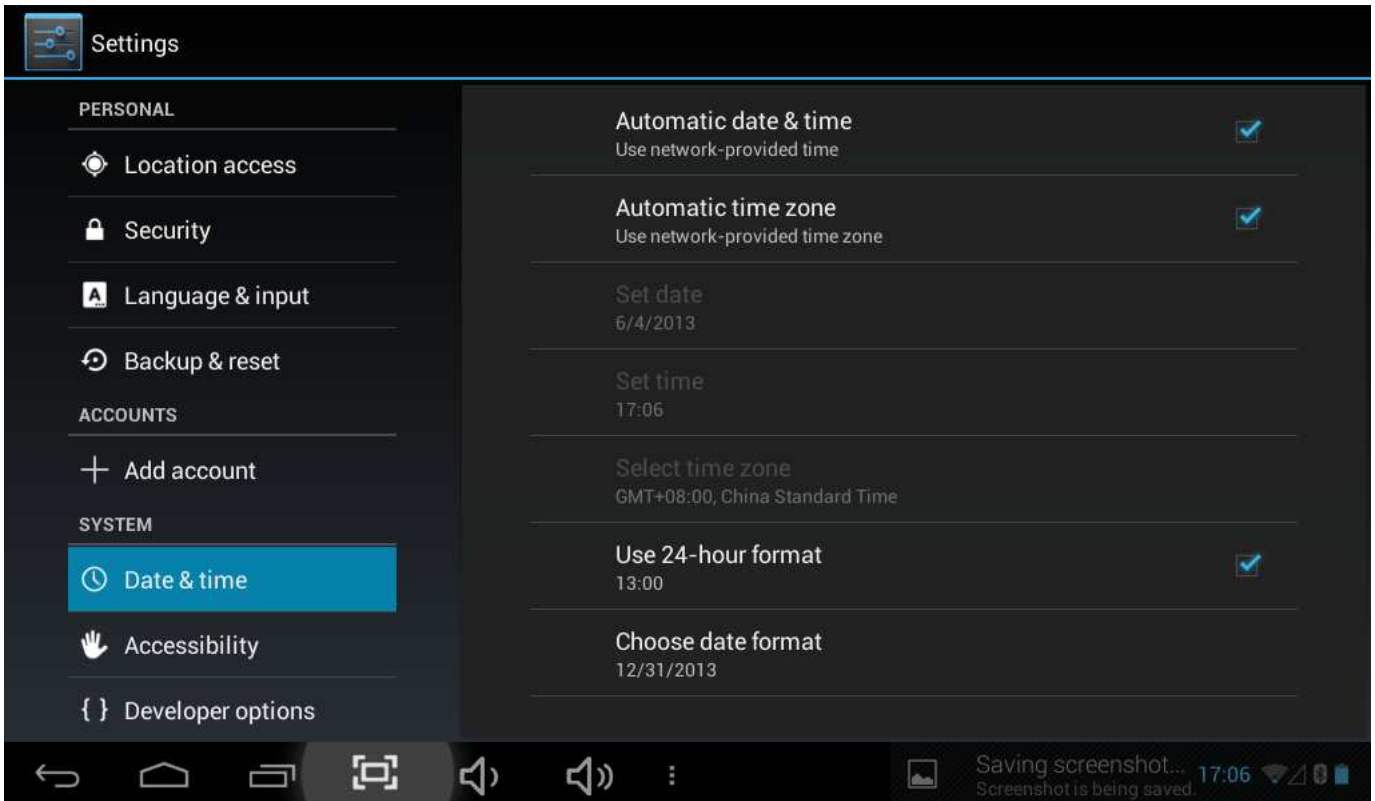 Settings
PERSONAL
Location access
Security
Language & input
Backup & reset
ACCOUNTS
Add account
SYSTEM
Date & time
Accessibility
{ } Developer options
Automatic date & time
Use network-provided time
Automatic time zone
Use network-provided time zone
Set date
6/4/2013
Set time
17:06
Select time zone
GMT+08:00, China Standard Time
Use 24-hour format
13:00
Choose date format
12/31/2013
Saving screenshot...
Screenshot is being saved.
17:06